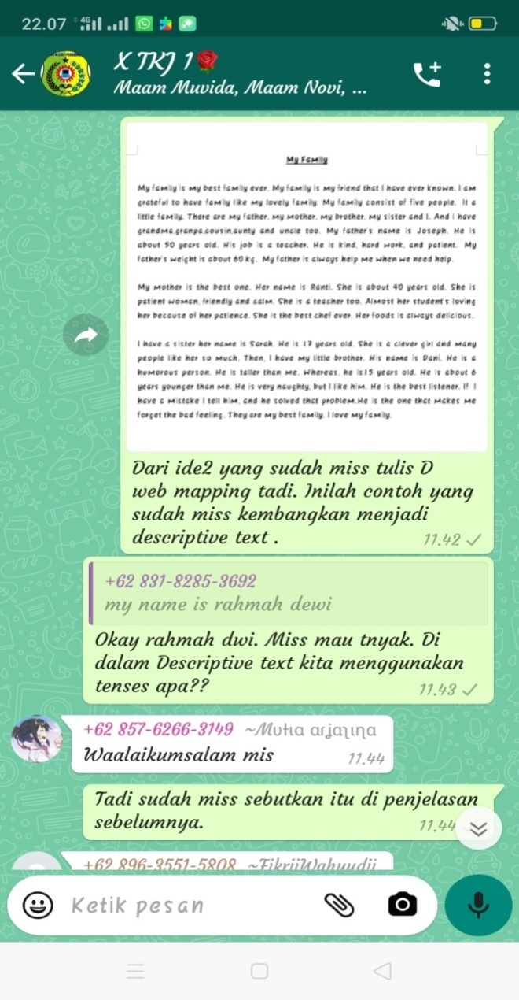 22.07
X TKJ 1🌹
Maam Muvida, Maam Novi, ...
My Family
My family is my best family ever. My family is my friend that I have ever known. I am
grateful to have family like my lovely family. My family consist of five people. It a
little family. There are my father, my mother, my brother, my sister and I. And I have
grandma,granpa,cousin,aunty and uncle too. My father's name is Joseph. He is
about 50 years old. His job is a teacher. He is kind, hard work, and patient. My
father's weight is about 60 kg. My father is always help me when we need help.
My mother is the best one. Her name is Ranti. She is about 40 years old. She is
patient woman, friendly and calm. She is a teacher too. Almost her student's loving
her because of her patience. She is the best chef ever. Her foods is always delicious.
I have a sister her name is Sarah. He is 17 years old. She is a clever girl and many
people like her so much. Then, I have my little brother. His name is Dani. He is a
humorous person. He is taller than me. Whereas, he is15 years old. He is about 6
years younger than me. He is very naughty, but I like him. He is the best listener. If I
have a mistake I tell him, and he solved that problem.He is the one that makes me
forget the bad feeling. They are my best family. I love my family.
Dari ide2 yang sudah miss tulis D
web mapping tadi. Inilah contoh yang
sudah miss kembangkan menjadi
descriptive text .
11.42
+62 831-8285-3692
my name is rahmah dewi
Okay rahmah dwi. Miss mau tnyak. Di
dalam Descriptive text kita menggunakan
tenses apa??
11.43
+62 857-6266-3149 ~Mutia arjazina
Waalaikumsalam mis
11.44
Tadi sudah miss sebutkan itu di penjelasan
sebelumnya.
11.44
+62 896-3551-5808 ~FikriiWahyudii
Ketik pesan